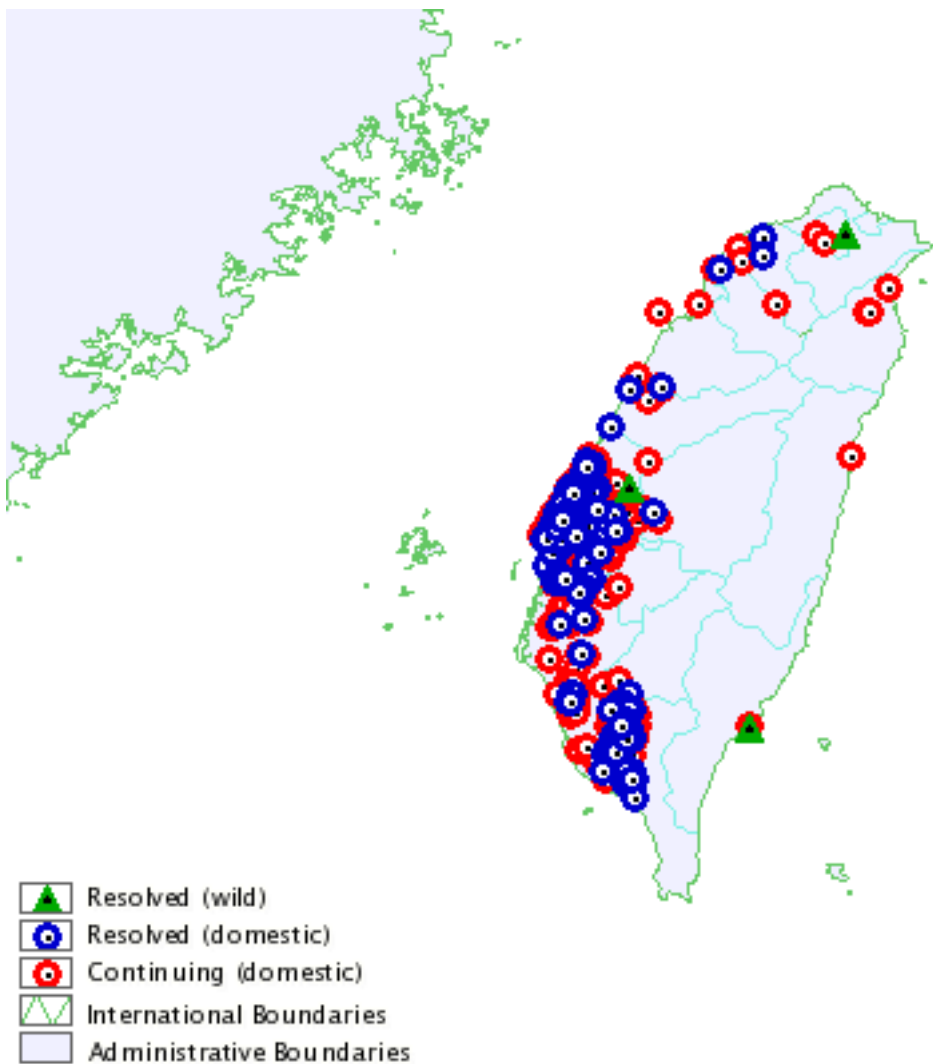 Resolved (wild)
Resolved (domestic)
Continuing (domestic)
International Boundaries
Administrative Boundaries